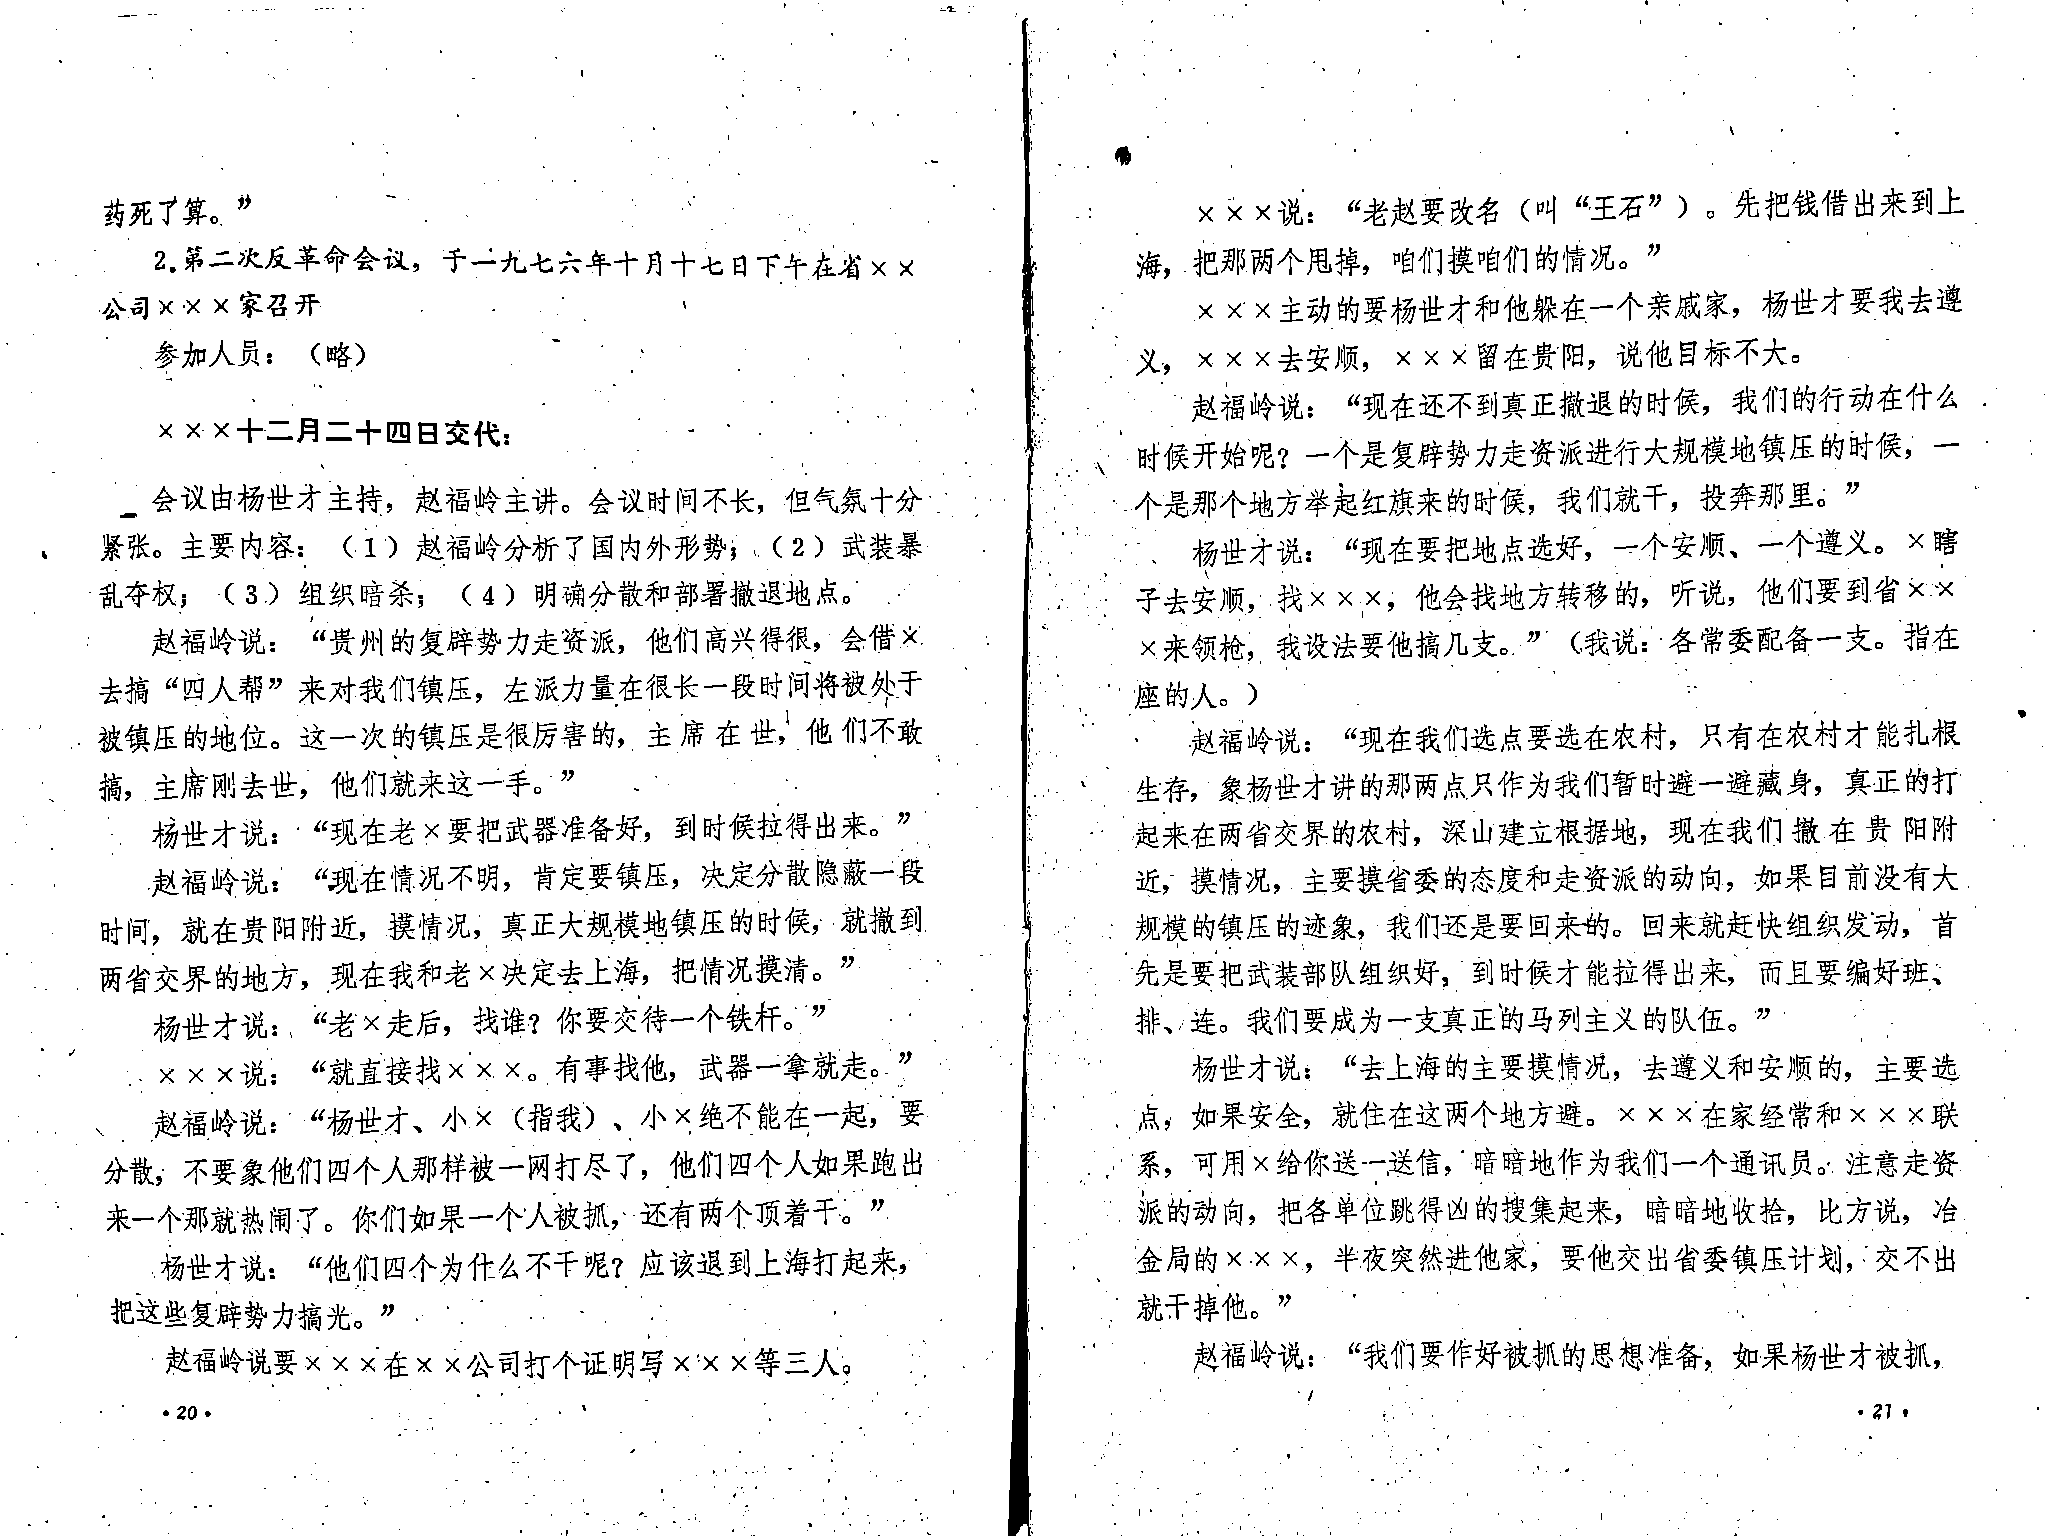 药死了算。”
2.第二次反革命会议，于一九七六年十月十七日下午在省××
公司×××家召开
参加人员：（略）
×××十二月二十四日交代：
会议由杨世才主持，赵福岭主讲。会议时间不长，但气氛十分
紧张。主要内容：（1）赵福岭分析了国内外形势；（2）武装暴
乱夺权；（3）组织暗杀；（4）明确分散和部署撤退地点。
赵福岭说：“贵州的复辟势力走资派，他们高兴得很，会借×
去搞“四人帮”来对我们镇压，左派力量在很长一段时间将被处于
被镇压的地位。这一次的镇压是很厉害的，主席在世，他们不敢
搞，主席刚去世，他们就来这一手。”
杨世才说：“现在老×要把武器准备好，到时候拉得出来。”
赵福岭说：“现在情况不明，肯定要镇压，决定分散隐蔽一段
时间，就在贵阳附近，摸情况，真正大规模地镇压的时候，就撤到
两省交界的地方，现在我和老×决定去上海，把情况摸清。”
杨世才说：“老×走后，找谁？你要交待一个铁杆。”
×××说：“就直接找×××。有事找他，武器一拿就走。”
赵福岭说：“杨世才、小×（指我）、小×绝不能在一起，要
分散，不要象他们四个人那样被一网打尽了，他们四个人如果跑出
来一个那就热闹了。你们如果一个人被抓，还有两个顶着干。”
杨世才说：“他们四个为什么不干呢？应该退到上海打起来，
把这些复辟势力搞光。”
赵福岭说要×××在××公司打个证明写×××等三人。
•20•
×××说：“老赵要改名（叫“王石”）。先把钱借出来到上
海，把那两个甩掉，咱们摸咱们的情况。”
×××主动的要杨世才和他躲在一个亲戚家，杨世才要我去遵
义，×××去安顺，×××留在贵阳，说他目标不大。
赵福岭说：“现在还不到真正撤退的时候，我们的行动在什么
时候开始呢？一个是复辟势力走资派进行大规模地镇压的时候，一
个是那个地方举起红旗来的时候，我们就干，投奔那里。”
杨世才说：“现在要把地点选好，一个安顺、一个遵义。×瞎
子去安顺，找×××，他会找地方转移的，听说，他们要到省××
×来领枪，我设法要他搞几支。”（我说：各常委配备一支。指在
座的人。）
赵福岭说：“现在我们选点要选在农村，只有在农村才能扎根
生存，象杨世才讲的那两点只作为我们暂时避一避藏身，真正的打
起来在两省交界的农村，深山建立根据地，现在我们撤在贵阳附
近，摸情况，主要摸省委的态度和走资派的动向，如果目前没有大
规模的镇压的迹象，我们还是要回来的。回来就赶快组织发动，首
先是要把武装部队组织好，到时候才能拉得出来，而且要编好班、
排、连。我们要成为一支真正的马列主义的队伍。”
杨世才说：“去上海的主要摸情况，去遵义和安顺的，主要选
点，如果安全，就住在这两个地方避。×××在家经常和×××联
系，可用×给你送一送信，暗暗地作为我们一个通讯员。注意走资
派的动向，把各单位跳得凶的搜集起来，暗暗地收拾，比方说，冶
金局的×××，半夜突然进他家，要他交出省委镇压计划，交不出
就干掉他。”
赵福岭说：“我们要作好被抓的思想准备，如果杨世才被抓，
•21•